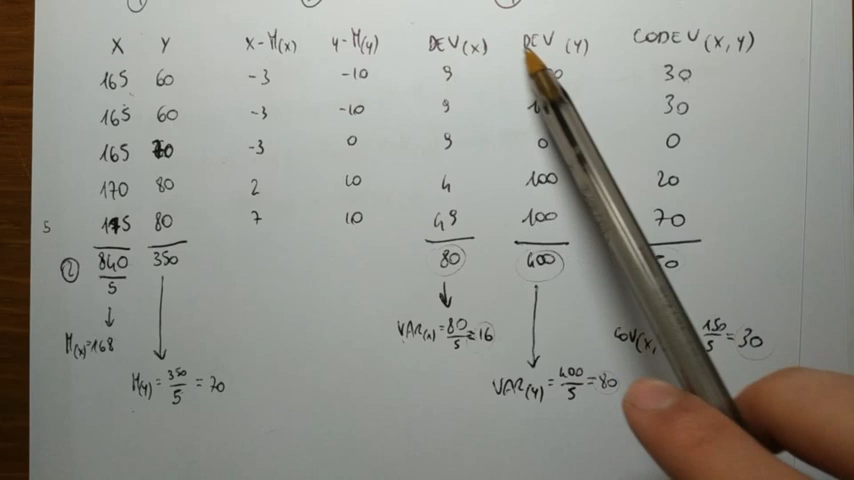 X Y X-M(X) Y-M(Y) DEV(X) DEV (Y) CODEV(X,Y)
165 60 -3 -10 9 30
165 60 -3 -10 9 30
165 70 -3 0 9 0 0
170 80 2 10 4 100 20
5 175 80 7 10 49 100 70
2 840 350 80 400
5
M(X)=168
M(Y)=350/5=70
VAR(X)=80/5=16
VAR(Y)=400/5=80
COV(X, 150/5=30